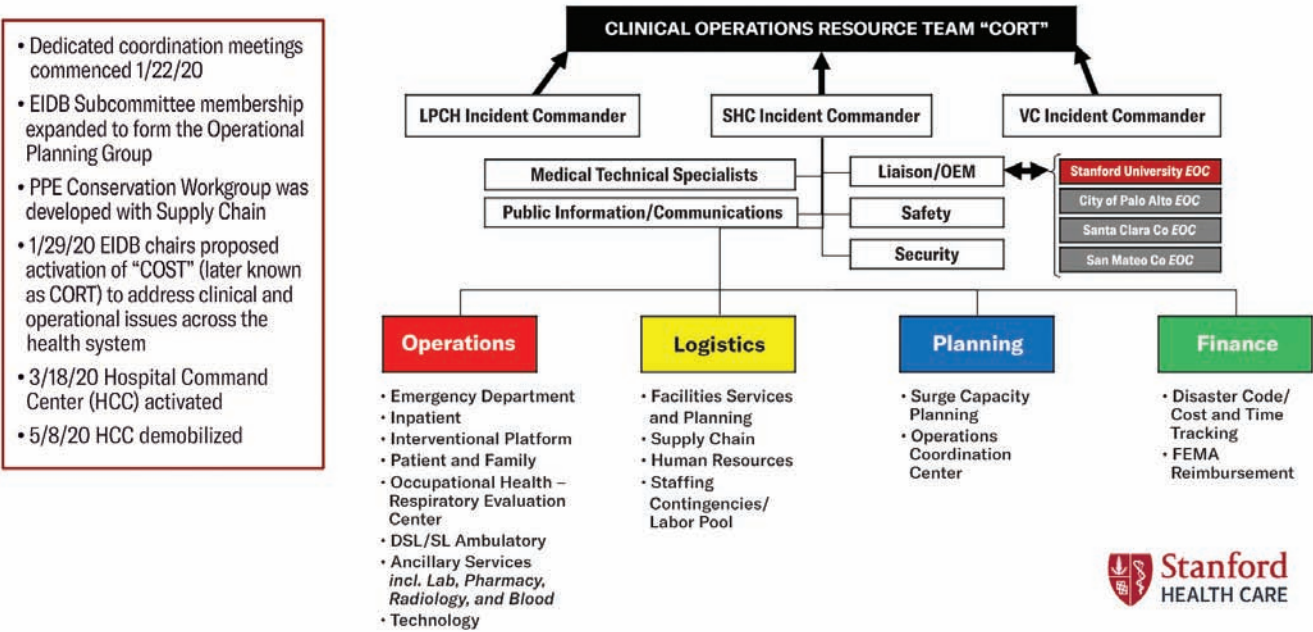 • Dedicated coordination meetings
commenced 1/22/20
• EIDB Subcommittee membership
expanded to form the Operational
Planning Group
• PPE Conservation Workgroup was
developed with Supply Chain
• 1/29/20 EIDB chairs proposed
activation of “COST” (later known
as CORT) to address clinical and
operational issues across the
health system
• 3/18/20 Hospital Command
Center (HCC) activated
• 5/8/20 HCC demobilized
CLINICAL OPERATIONS RESOURCE TEAM “CORT”
LPCH Incident Commander
SHC Incident Commander
VC Incident Commander
Medical Technical Specialists
Public Information/Communications
Liaison/OEM
Safety
Security
Stanford University EOC
City of Palo Alto EOC
Santa Clara Co EOC
San Mateo Co EOC
Operations
• Emergency Department
• Inpatient
• Interventional Platform
• Patient and Family
• Occupational Health –
Respiratory Evaluation
Center
• DSL/SL Ambulatory
• Ancillary Services
incl. Lab, Pharmacy,
Radiology, and Blood
• Technology
Logistics
• Facilities Services
and Planning
• Supply Chain
• Human Resources
• Staffing
Contingencies/
Labor Pool
Planning
• Surge Capacity
Planning
• Operations
Coordination
Center
Finance
• Disaster Code/
Cost and Time
Tracking
• FEMA
Reimbursement
Stanford
HEALTH CARE